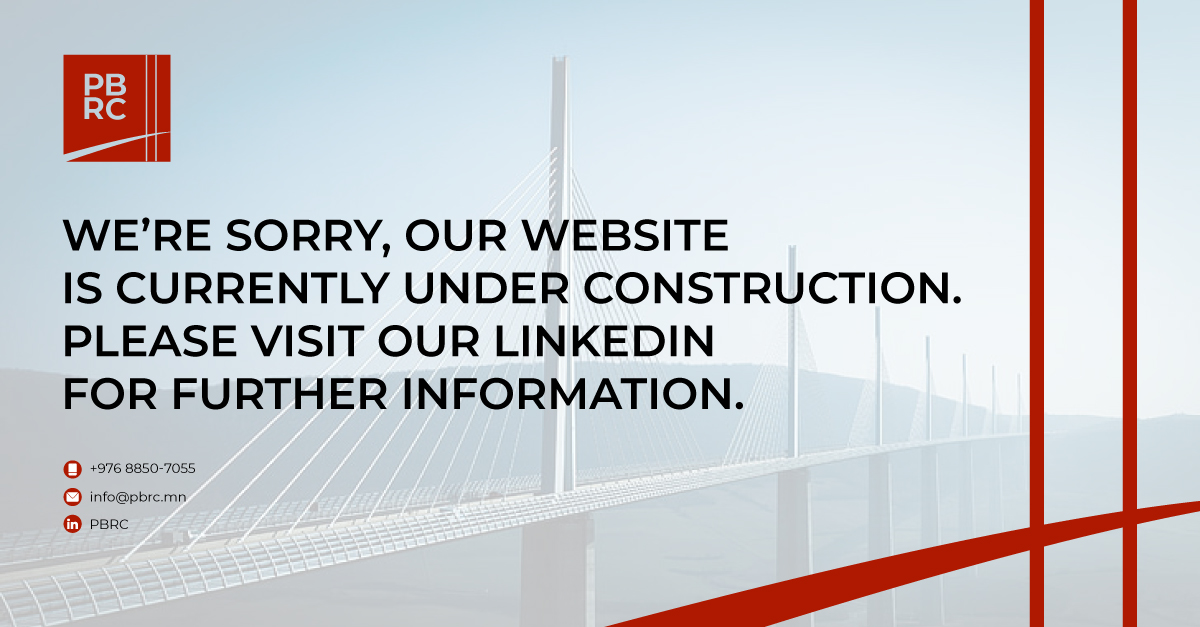 PB
RC
WE’RE SORRY, OUR WEBSITE
IS CURRENTLY UNDER CONSTRUCTION.
PLEASE VISIT OUR LINKEDIN
FOR FURTHER INFORMATION.
+976 8850-7055
info@pbrc.mn
in PBRC